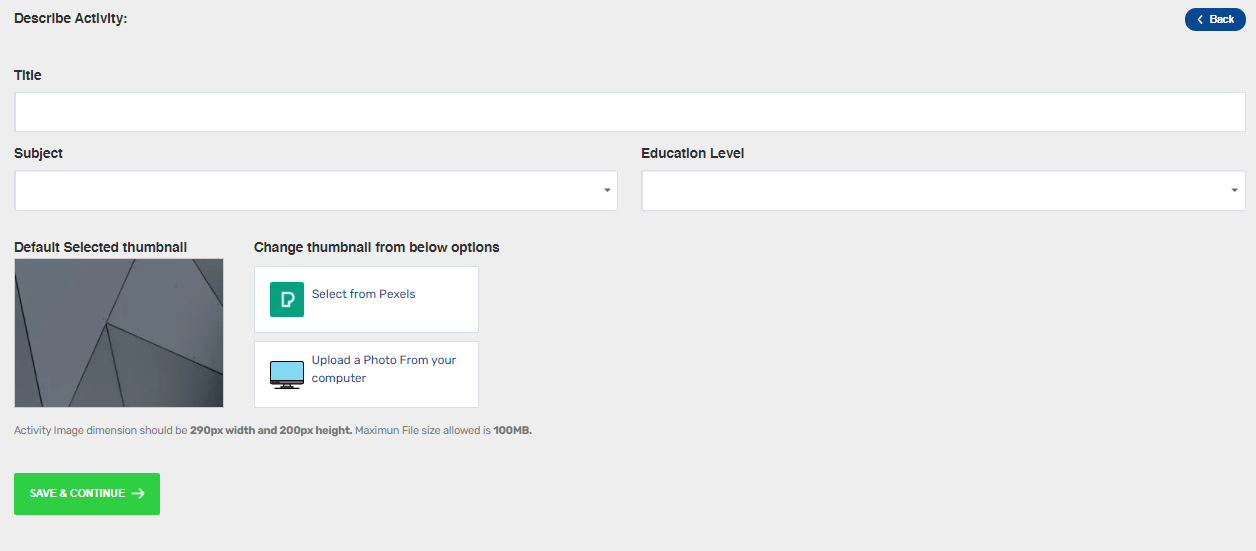 Describe Activity:
Back
Title
Subject
Education Level
Default Selected thumbnail
Change thumbnail from below options
Select from Pexels
Upload a Photo From your
computer
Activity Image dimension should be 290px width and 200px height. Maximun File size allowed is 100MB.
SAVE & CONTINUE